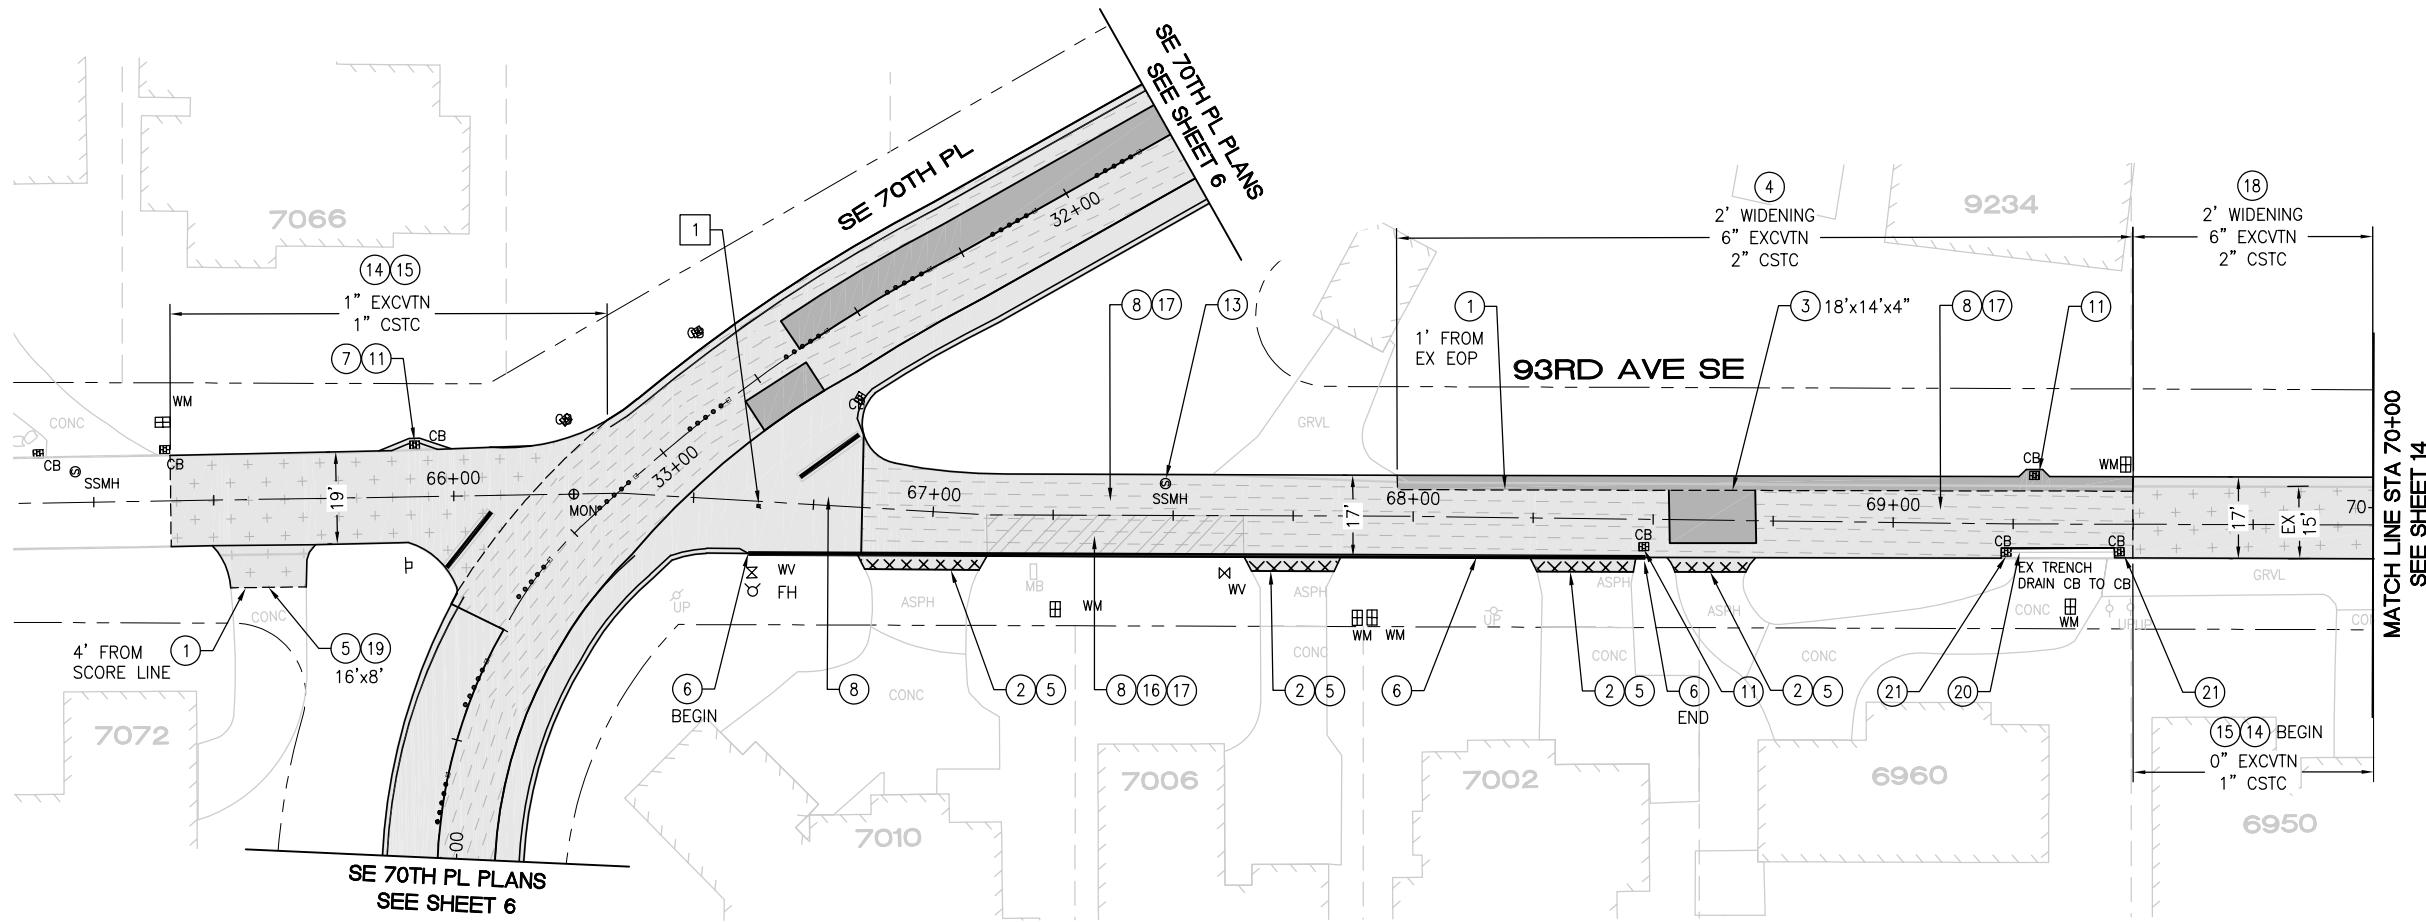 SE 70TH PL PLANS
SEE SHEET 6
SE 70TH PL
32+00
1
7066
14 15
1" EXCVTN
1" CSTC
7 11
WM
CONC
CB
CB
SSMH
CB
66+00
19'
MON
33+00
CB
8 17
13
67+00
SSMH
GRVL
1
1' FROM
EX EOP
4
2' WIDENING
6" EXCVTN
2" CSTC
9234
18
2' WIDENING
6" EXCVTN
2" CSTC
3 18'x14'x4"
8 17
11
93RD AVE SE
68+00
17'
CB
WM
69+00
17'
EX
15'
70
MATCH LINE STA 70+00
SEE SHEET 14
CB
CB
CB
EX TRENCH
DRAIN CB TO CB
GRVL
CONC
WM
UPUP
WV
FH
UP
ASPH
MB
WM
WV
ASPH
WM
WM
UP
ASPH
ASPH
CONC
CONC
CONC
CONC
CONC
4' FROM
SCORE LINE
1
5 19
16'x8'
6
BEGIN
8
2 5
8 16 17
2 5
6
2 5
6
END
11
2 5
21
20
21
15 14 BEGIN
0" EXCVTN
1" CSTC
7072
7010
7006
7002
6960
6950
00
SE 70TH PL PLANS
SEE SHEET 6